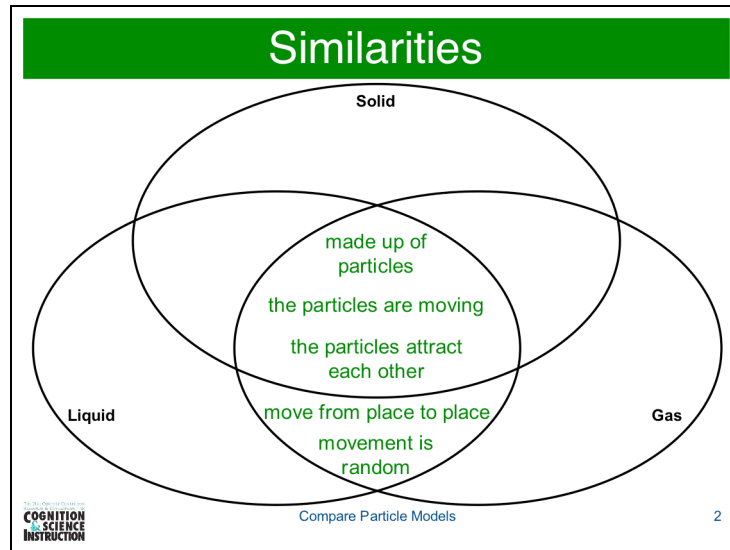 Similarities
Solid
made up of
particles
the particles are moving
the particles attract
each other
Liquid
move from place to place
Gas
movement is
random
COGNITION
& SCIENCE
INSTRUCTION
Compare Particle Models
2